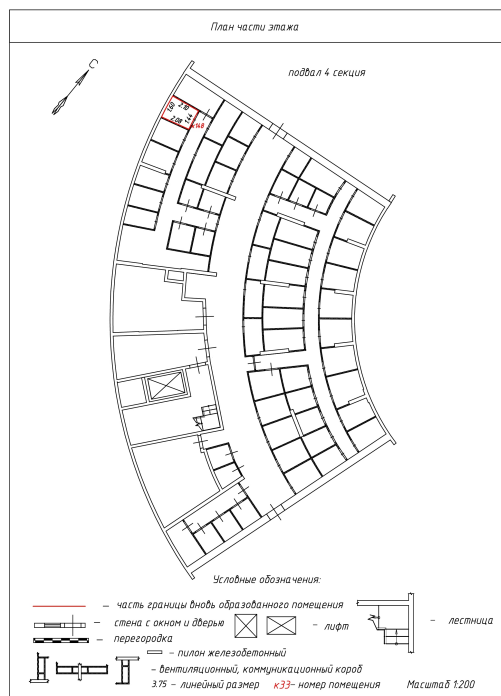 План части этажа
С
подвал 4 секция
1.60
2.16
2.08
1.44
к148
Условные обозначения:
– часть границы вновь образованного помещения
– стена с окном и дверью
– лифт
– лестница
– перегородка
– пилон железобетонный
– вентиляционный, коммуникационный короб
3.75 – линейный размер
к33 – номер помещения
Масштаб 1:200